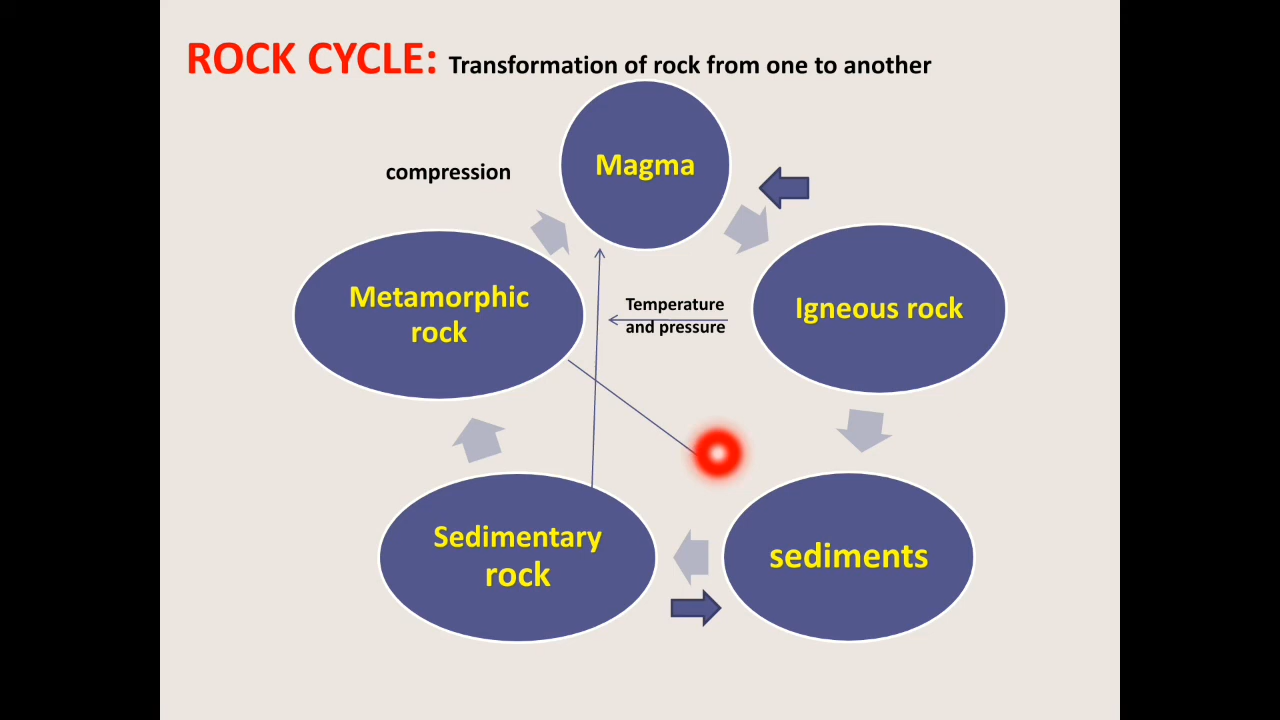 ROCK CYCLE: Transformation of rock from one to another
Magma
compression
Metamorphic
rock
Temperature
and pressure
Igneous rock
Sedimentary
rock
sediments